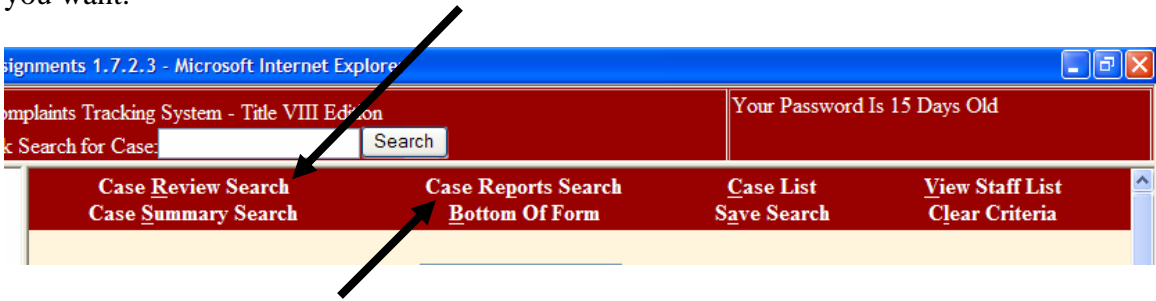 you want.
signments 1.7.2.3 - Microsoft Internet Explore
omplaints Tracking System - Title VIII Edition
Your Password Is 15 Days Old
k Search for Case:
Search
Case Review Search
Case Reports Search
Case List
View Staff List
Case Summary Search
Bottom Of Form
Save Search
Clear Criteria